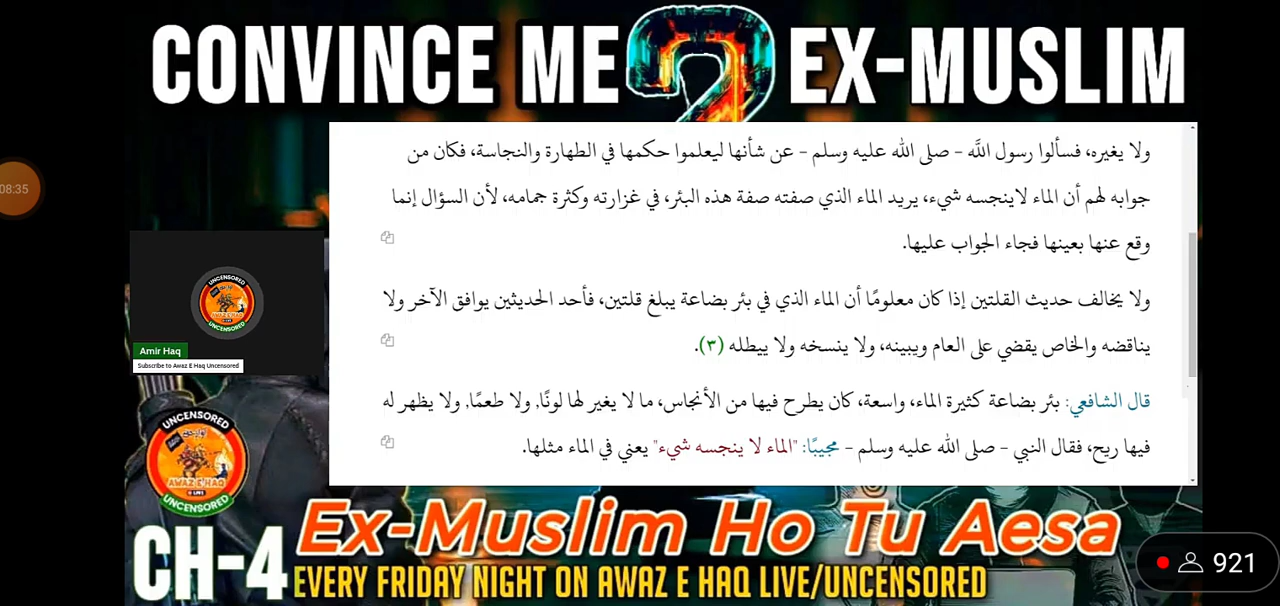 CONVINCE ME 2 EX-MUSLIM
ولا يغيره، فسألوا رسول اللَّه - صلى الله عليه وسلم - عن شأنها ليعلموا حكمها في الطهارة والنجاسة، فكان من
جوابه لهم أن الماء لاينجسه شيء، يريد الماء الذي صفته صفة هذه البئر، في غزارته وكثرة جمامه، لأن السؤال إنما
وقع عنها بعينها فجاء الجواب عليها.
ولا يخالف حديث القلتين إذا كان معلومًا أن الماء الذي في بئر بضاعة يبلغ قلتين، فأحد الحديثين يوافق الآخر ولا
يناقضه والخاص يقضي على العام ويبينه، ولا ينسخه ولا يبطله (٣).
قال الشافعي: بئر بضاعة كثيرة الماء، واسعة، كان يطرح فيها من الأنجاس، ما لا يغير لها لونًا, ولا طعمًا, ولا يظهر له
فيها ريح، فقال النبي - صلى الله عليه وسلم - مجيبًا: "الماء لا ينجسه شيء" يعني في الماء مثلها.
08:35
UNCENSORED
AWAZ E HAQ
LIVE
UNCENSORED
Amir Haq
Subscribe to Awaz E Haq Uncensored
UNCENSORED
AWAZ E HAQ
LIVE
UNCENSORED
CH-4
Ex-Muslim Ho Tu Aesa
EVERY FRIDAY NIGHT ON AWAZ E HAQ LIVE/UNCENSORED
921